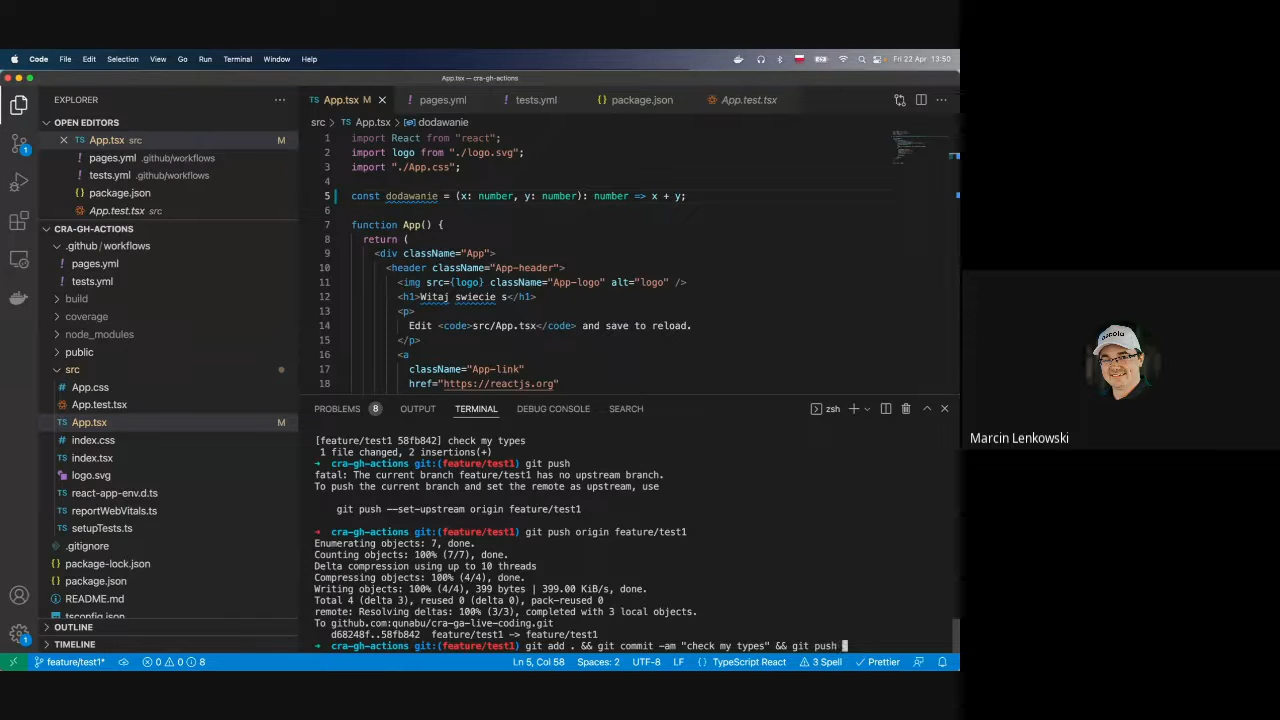 Code File Edit Selection View Go Run Terminal Window Help Fri 22 Apr 13:50
App.tsx — cra-gh-actions
EXPLORER
OPEN EDITORS
App.tsx src M
pages.yml .github/workflows
tests.yml .github/workflows
package.json
App.test.tsx src
CRA-GH-ACTIONS
.github/workflows
pages.yml
tests.yml
build
coverage
node_modules
public
src
App.css
App.test.tsx
App.tsx M
index.css
index.tsx
logo.svg
react-app-env.d.ts
reportWebVitals.ts
setupTests.ts
.gitignore
package-lock.json
package.json
README.md
tsconfig.json
OUTLINE
TIMELINE
App.tsx M pages.yml tests.yml package.json App.test.tsx
src > App.tsx > dodawanie
1 import React from "react";
2 import logo from "./logo.svg";
3 import "./App.css";
4
5 const dodawanie = (x: number, y: number): number => x + y;
6
7 function App() {
8 return (
9 <div className="App">
10 <header className="App-header">
11 <img src={logo} className="App-logo" alt="logo" />
12 <h1>Witaj swiecie s</h1>
13 <p>
14 Edit <code>src/App.tsx</code> and save to reload.
15 </p>
16 <a
17 className="App-link"
18 href="https://reactjs.org"
PROBLEMS 8 OUTPUT TERMINAL DEBUG CONSOLE SEARCH zsh
[feature/test1 58fb842] check my types
1 file changed, 2 insertions(+)
➜ cra-gh-actions git:(feature/test1) git push
fatal: The current branch feature/test1 has no upstream branch.
To push the current branch and set the remote as upstream, use
git push --set-upstream origin feature/test1
➜ cra-gh-actions git:(feature/test1) git push origin feature/test1
Enumerating objects: 7, done.
Counting objects: 100% (7/7), done.
Delta compression using up to 10 threads
Compressing objects: 100% (4/4), done.
Writing objects: 100% (4/4), 399 bytes | 399.00 KiB/s, done.
Total 4 (delta 3), reused 0 (delta 0), pack-reused 0
remote: Resolving deltas: 100% (3/3), completed with 3 local objects.
To github.com:qunabu/cra-ga-live-coding.git
d68248f..58fb842 feature/test1 -> feature/test1
➜ cra-gh-actions git:(feature/test1) git add . && git commit -am "check my types" && git push
feature/test1* 0 0 8 Ln 5, Col 58 Spaces: 2 UTF-8 LF TypeScript React 3 Spell Prettier
Marcin Lenkowski